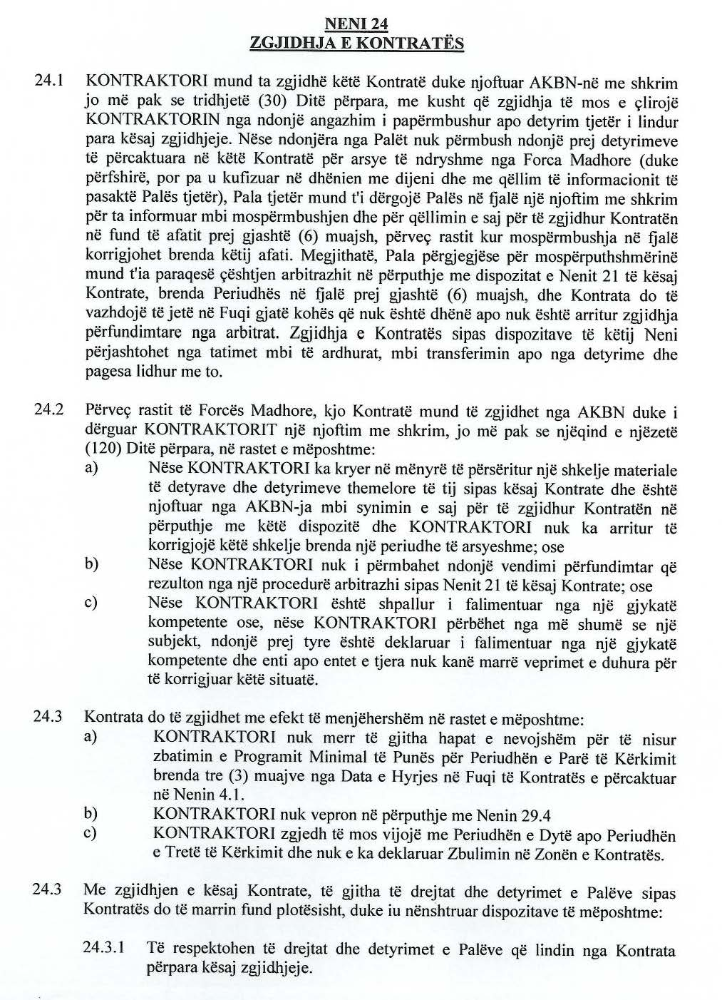 NENI 24
ZGJIDHJA E KONTRATËS
24.1 KONTRAKTORI mund ta zgjidhë këtë Kontratë duke njoftuar AKBN-në me shkrim
jo më pak se tridhjetë (30) Ditë përpara, me kusht që zgjidhja të mos e çlirojë
KONTRAKTORIN nga ndonjë angazhim i papërmbushur apo detyrim tjetër i lindur
para kësaj zgjidhjeje. Nëse ndonjëra nga Palët nuk përmbush ndonjë prej detyrimeve
të përcaktuara në këtë Kontratë për arsye të ndryshme nga Forca Madhore (duke
përfshirë, por pa u kufizuar në dhënien me dijeni dhe me qëllim të informacionit të
pasaktë Palës tjetër), Pala tjetër mund t'i dërgojë Palës në fjalë një njoftim me shkrim
për ta informuar mbi mospërmbushjen dhe për qëllimin e saj për të zgjidhur Kontratën
në fund të afatit prej gjashtë (6) muajsh, përveç rastit kur mospërmbushja në fjalë
korrigjohet brenda këtij afati. Megjithatë, Pala përgjegjëse për mospërputhshmërinë
mund t'ia paraqesë çështjen arbitrazhit në përputhje me dispozitat e Nenit 21 të kësaj
Kontrate, brenda Periudhës në fjalë prej gjashtë (6) muajsh, dhe Kontrata do të
vazhdojë të jetë në Fuqi gjatë kohës që nuk është dhënë apo nuk është arritur zgjidhja
përfundimtare nga arbitrat. Zgjidhja e Kontratës sipas dispozitave të këtij Neni
përjashtohet nga tatimet mbi të ardhurat, mbi transferimin apo nga detyrime dhe
pagesa lidhur me to.
24.2 Përveç rastit të Forcës Madhore, kjo Kontratë mund të zgjidhet nga AKBN duke i
dërguar KONTRAKTORIT një njoftim me shkrim, jo më pak se njëqind e njëzetë
(120) Ditë përpara, në rastet e mëposhtme:
a) Nëse KONTRAKTORI ka kryer në mënyrë të përsëritur një shkelje materiale
të detyrave dhe detyrimeve themelore të tij sipas kësaj Kontrate dhe është
njoftuar nga AKBN-ja mbi synimin e saj për të zgjidhur Kontratën në
përputhje me këtë dispozitë dhe KONTRAKTORI nuk ka arritur të
korrigjojë këtë shkelje brenda një periudhe të arsyeshme; ose
b) Nëse KONTRAKTORI nuk i përmbahet ndonjë vendimi përfundimtar që
rezulton nga një procedurë arbitrazhi sipas Nenit 21 të kësaj Kontrate; ose
c) Nëse KONTRAKTORI është shpallur i falimentuar nga një gjykatë
kompetente ose, nëse KONTRAKTORI përbëhet nga më shumë se një
subjekt, ndonjë prej tyre është deklaruar i falimentuar nga një gjykatë
kompetente dhe enti apo entet e tjera nuk kanë marrë veprimet e duhura për
të korrigjuar këtë situatë.
24.3 Kontrata do të zgjidhet me efekt të menjëhershëm në rastet e mëposhtme:
a) KONTRAKTORI nuk merr të gjitha hapat e nevojshëm për të nisur
zbatimin e Programit Minimal të Punës për Periudhën e Parë të Kërkimit
brenda tre (3) muajve nga Data e Hyrjes në Fuqi të Kontratës e përcaktuar
në Nenin 4.1.
b) KONTRAKTORI nuk vepron në përputhje me Nenin 29.4
c) KONTRAKTORI zgjedh të mos vijojë me Periudhën e Dytë apo Periudhën
e Tretë të Kërkimit dhe nuk e ka deklaruar Zbulimin në Zonën e Kontratës.
24.3 Me zgjidhjen e kësaj Kontrate, të gjitha të drejtat dhe detyrimet e Palëve sipas
Kontratës do të marrin fund plotësisht, duke iu nënshtruar dispozitave të mëposhtme:
24.3.1 Të respektohen të drejtat dhe detyrimet e Palëve që lindin nga Kontrata
përpara kësaj zgjidhjeje.